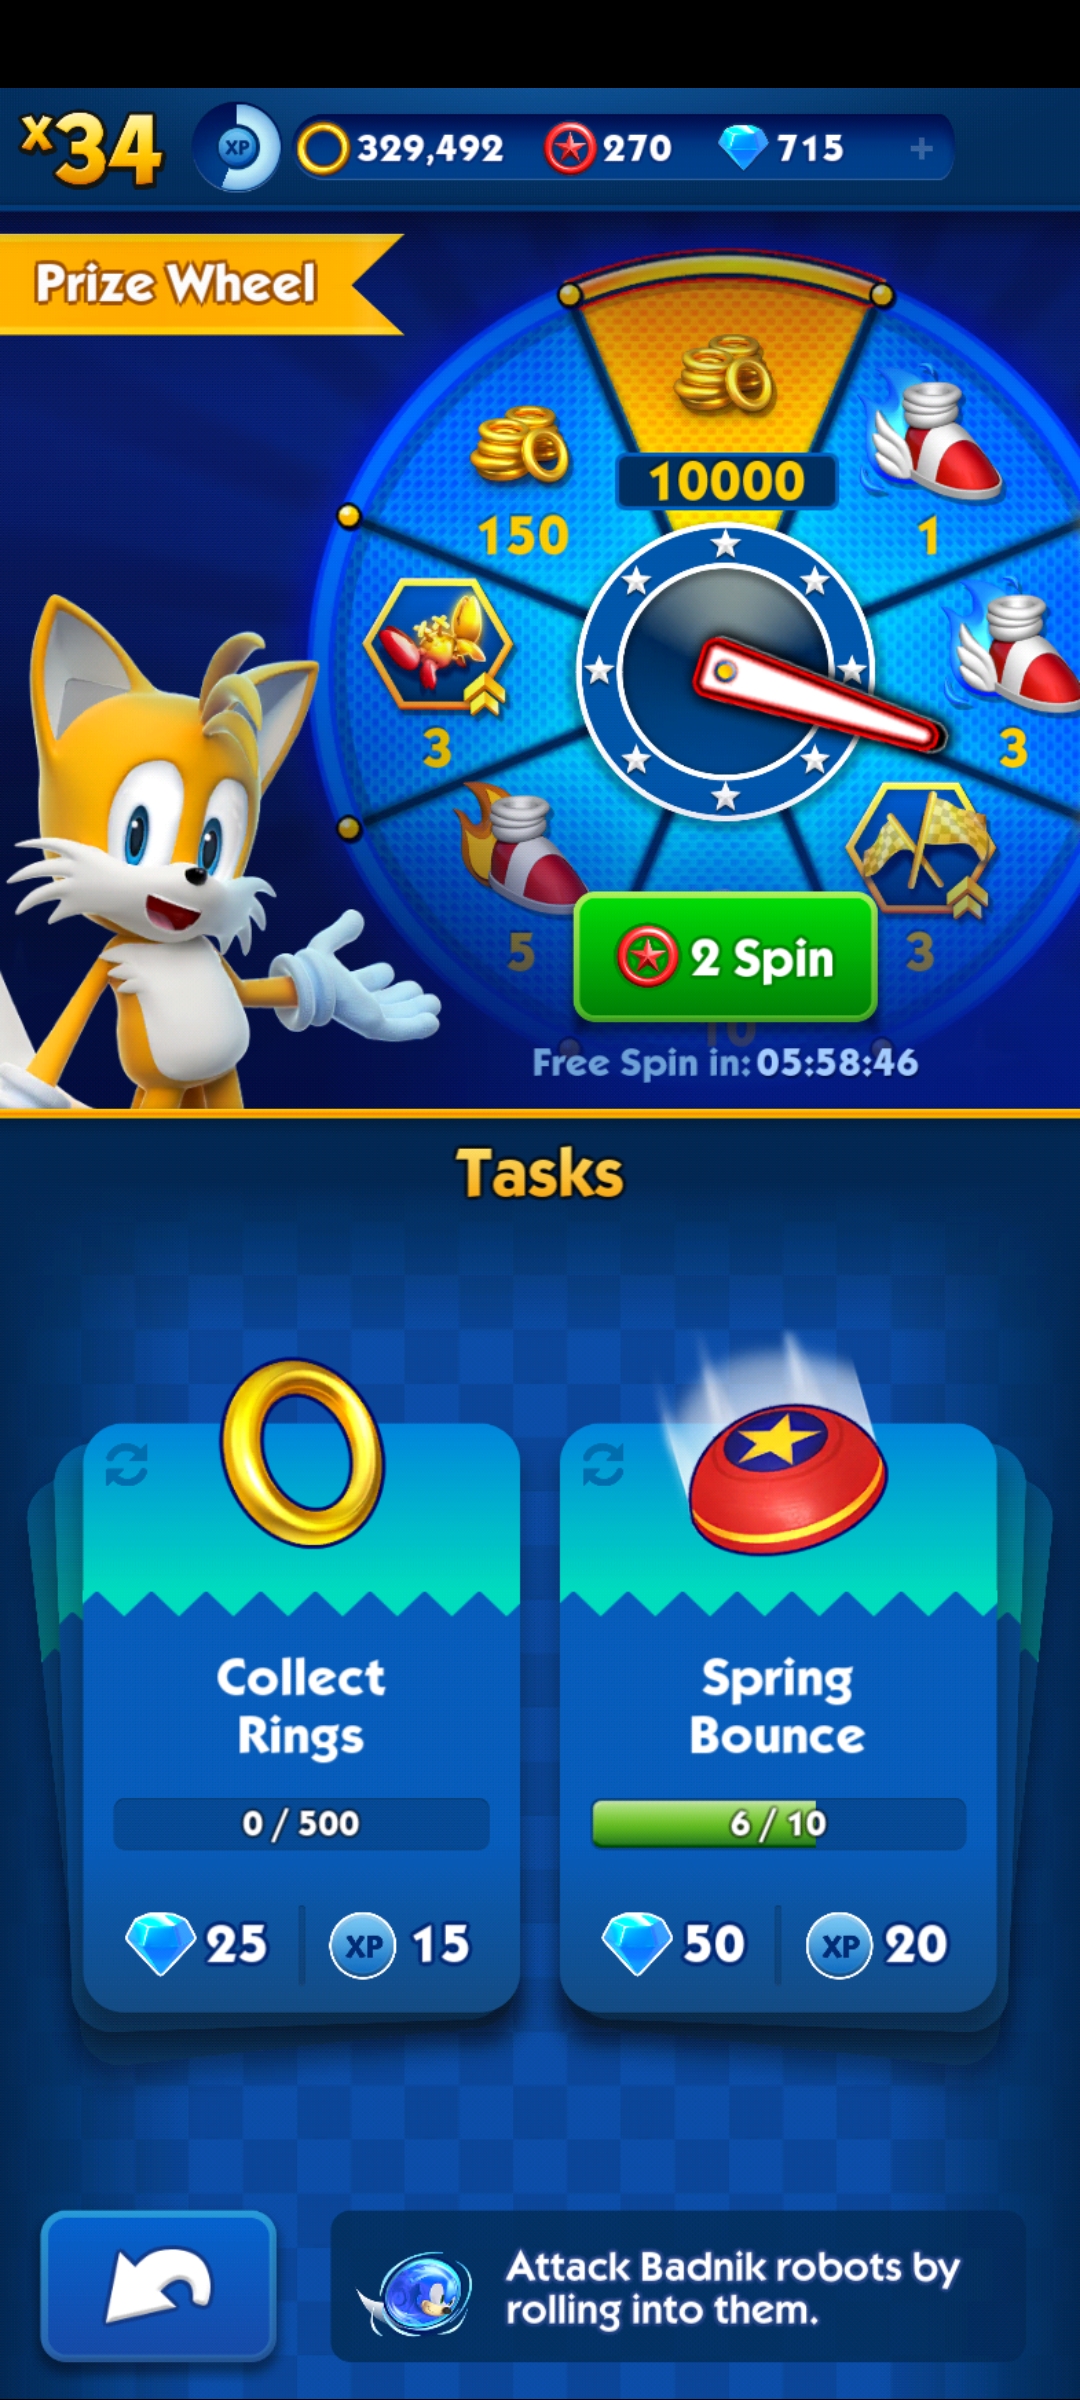 x34
XP
329,492
270
715
+
Prize Wheel
10000
150
1
3
3
5
3
2 Spin
10
Free Spin in: 05:58:46
Tasks
Collect
Rings
0 / 500
25
XP 15
Spring
Bounce
6 / 10
50
XP 20
Attack Badnik robots by
rolling into them.